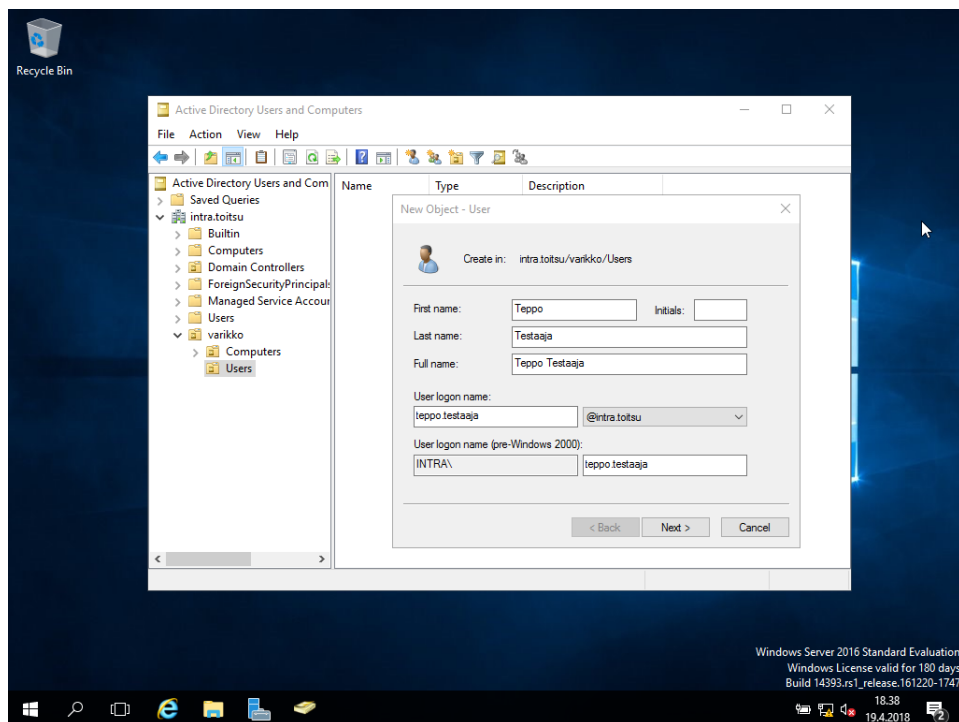 Recycle Bin
Active Directory Users and Computers
File Action View Help
Active Directory Users and Com
Saved Queries
intra.toitsu
Builtin
Computers
Domain Controllers
ForeignSecurityPrincipals
Managed Service Accour
Users
varikko
Computers
Users
Name Type Description
New Object - User
Create in: intra.toitsu/varikko/Users
First name: Teppo Initials:
Last name: Testaaja
Full name: Teppo Testaaja
User logon name:
teppo.testaaja @intra.toitsu
User logon name (pre-Windows 2000):
INTRA\ teppo.testaaja
< Back Next > Cancel
Windows Server 2016 Standard Evaluation
Windows License valid for 180 days
Build 14393.rs1_release.161220-1747
18.38
19.4.2018
2